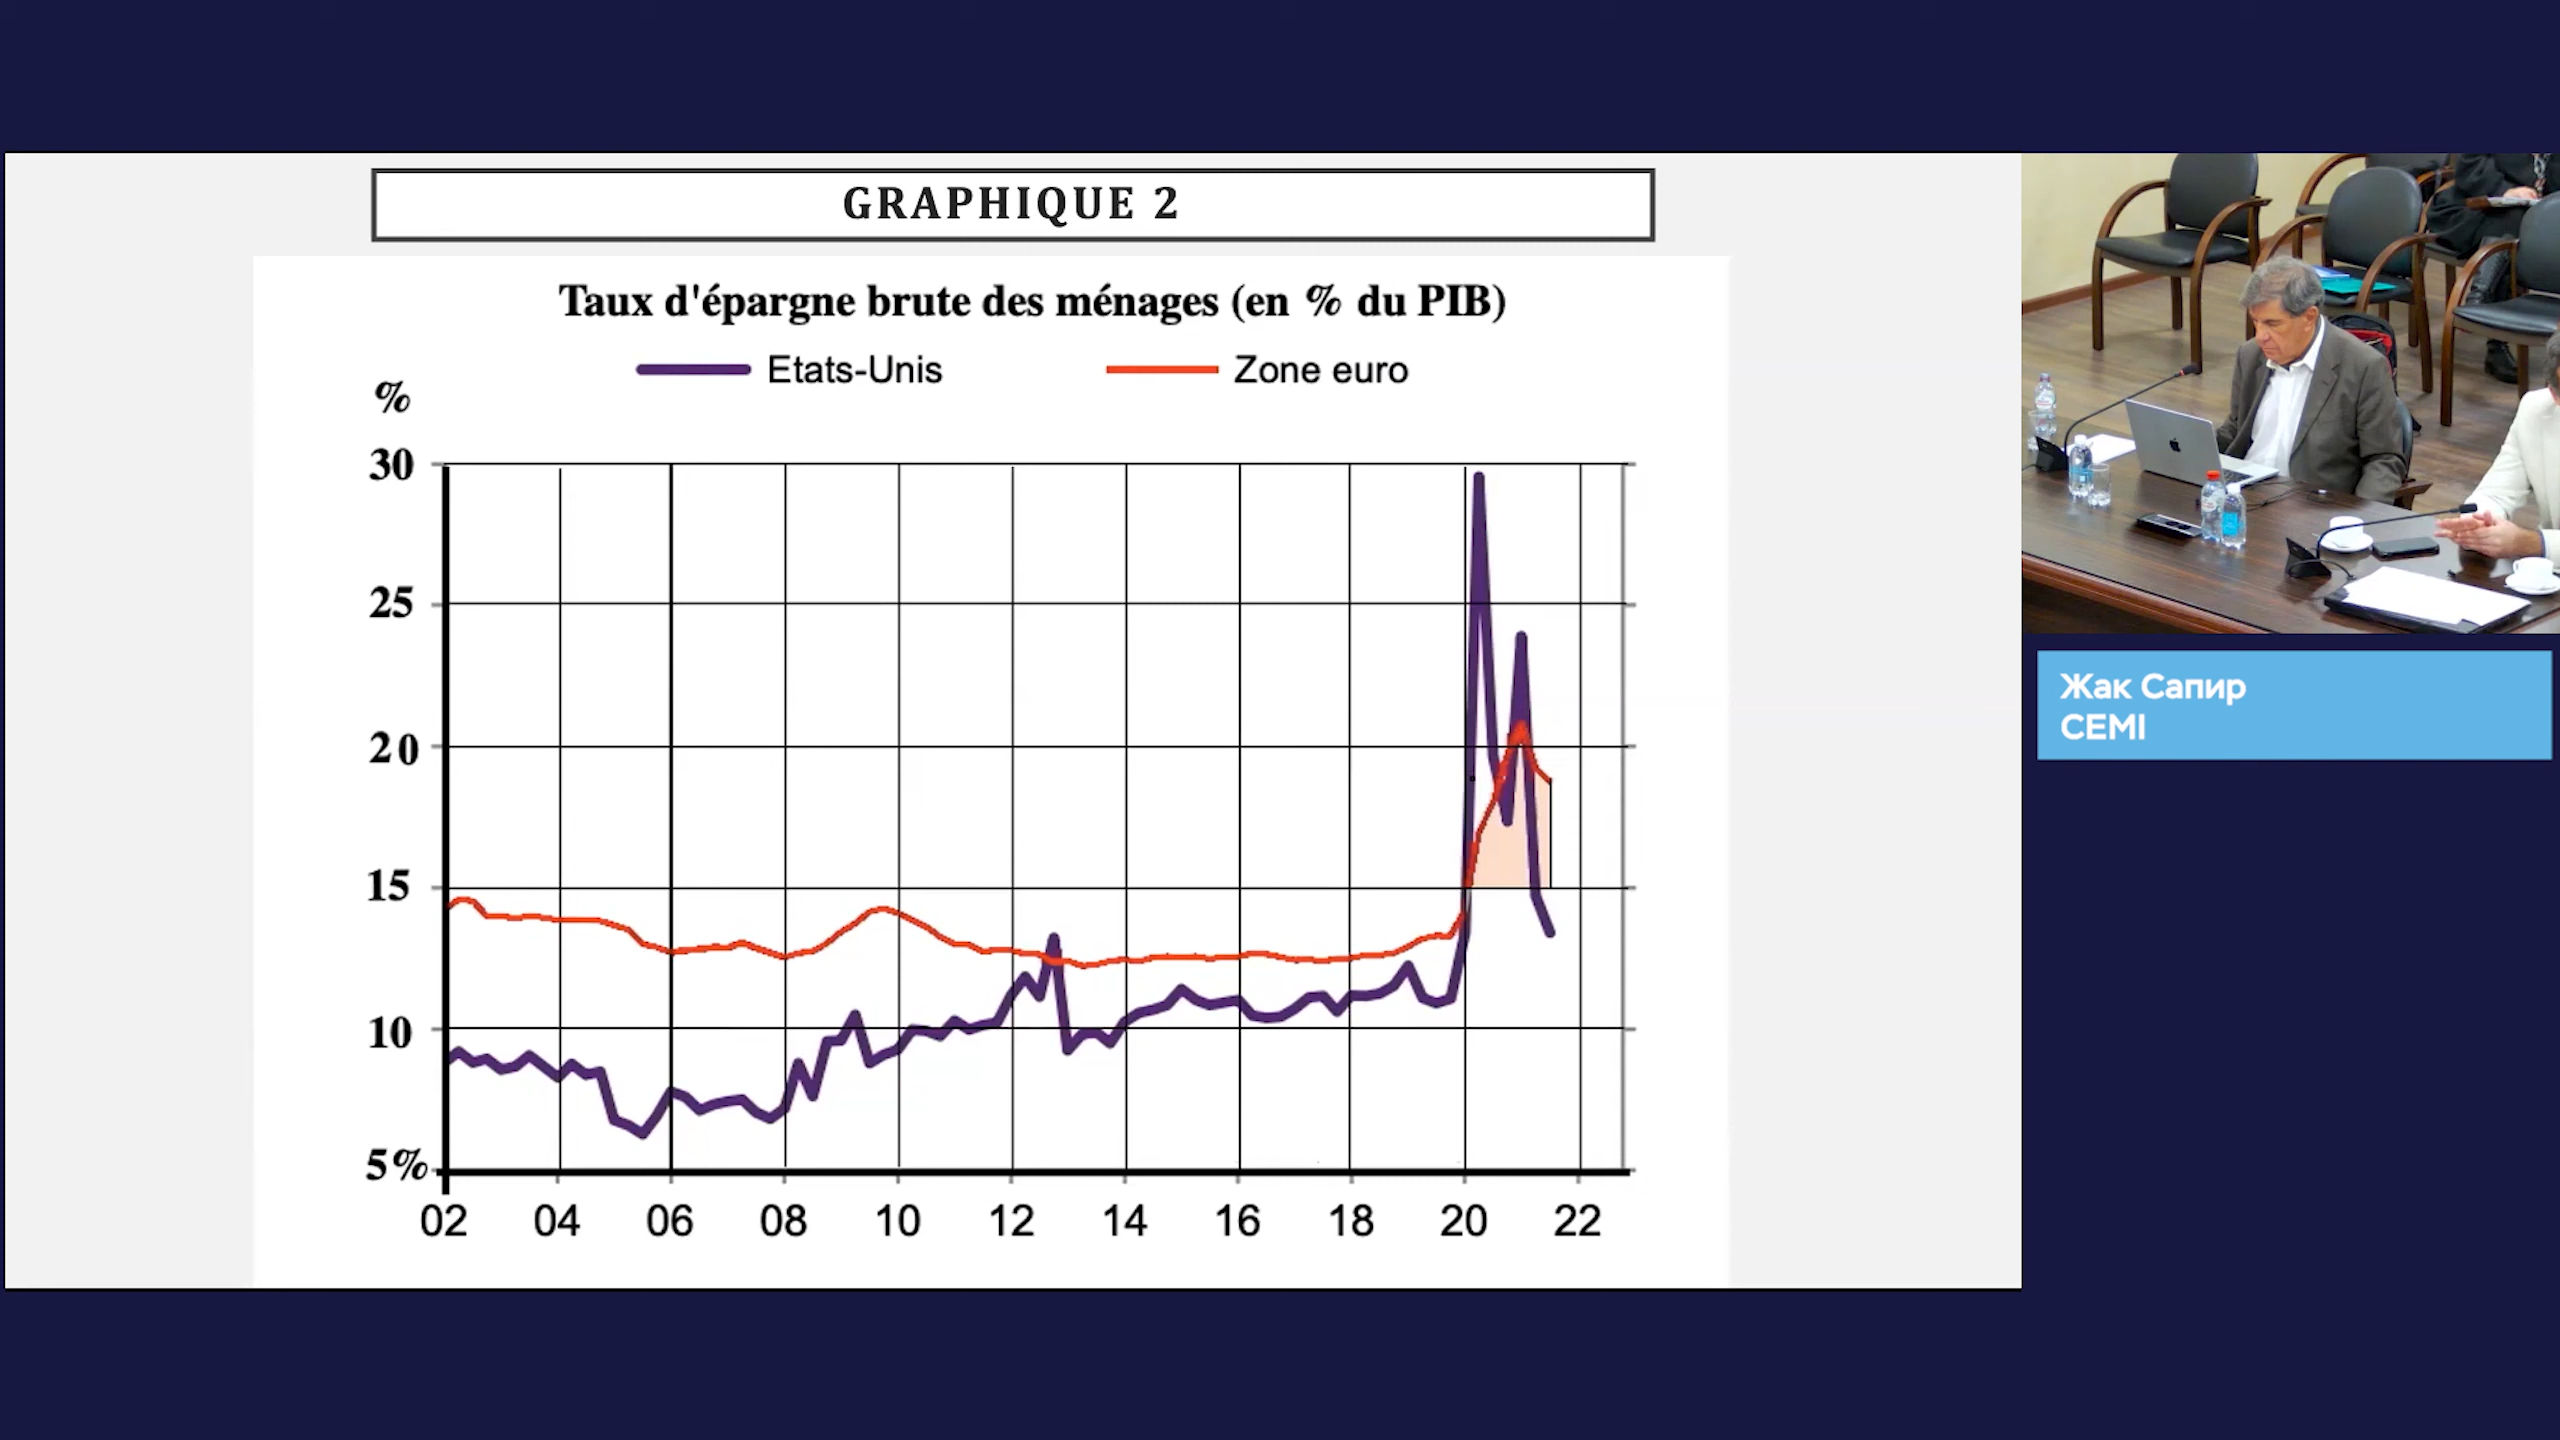 GRAPHIQUE 2
Taux d'épargne brute des ménages (en % du PIB)
Etats-Unis Zone euro
%
30
25
20
15
10
5%
02 04 06 08 10 12 14 16 18 20 22
Жак Сапир
CEMI